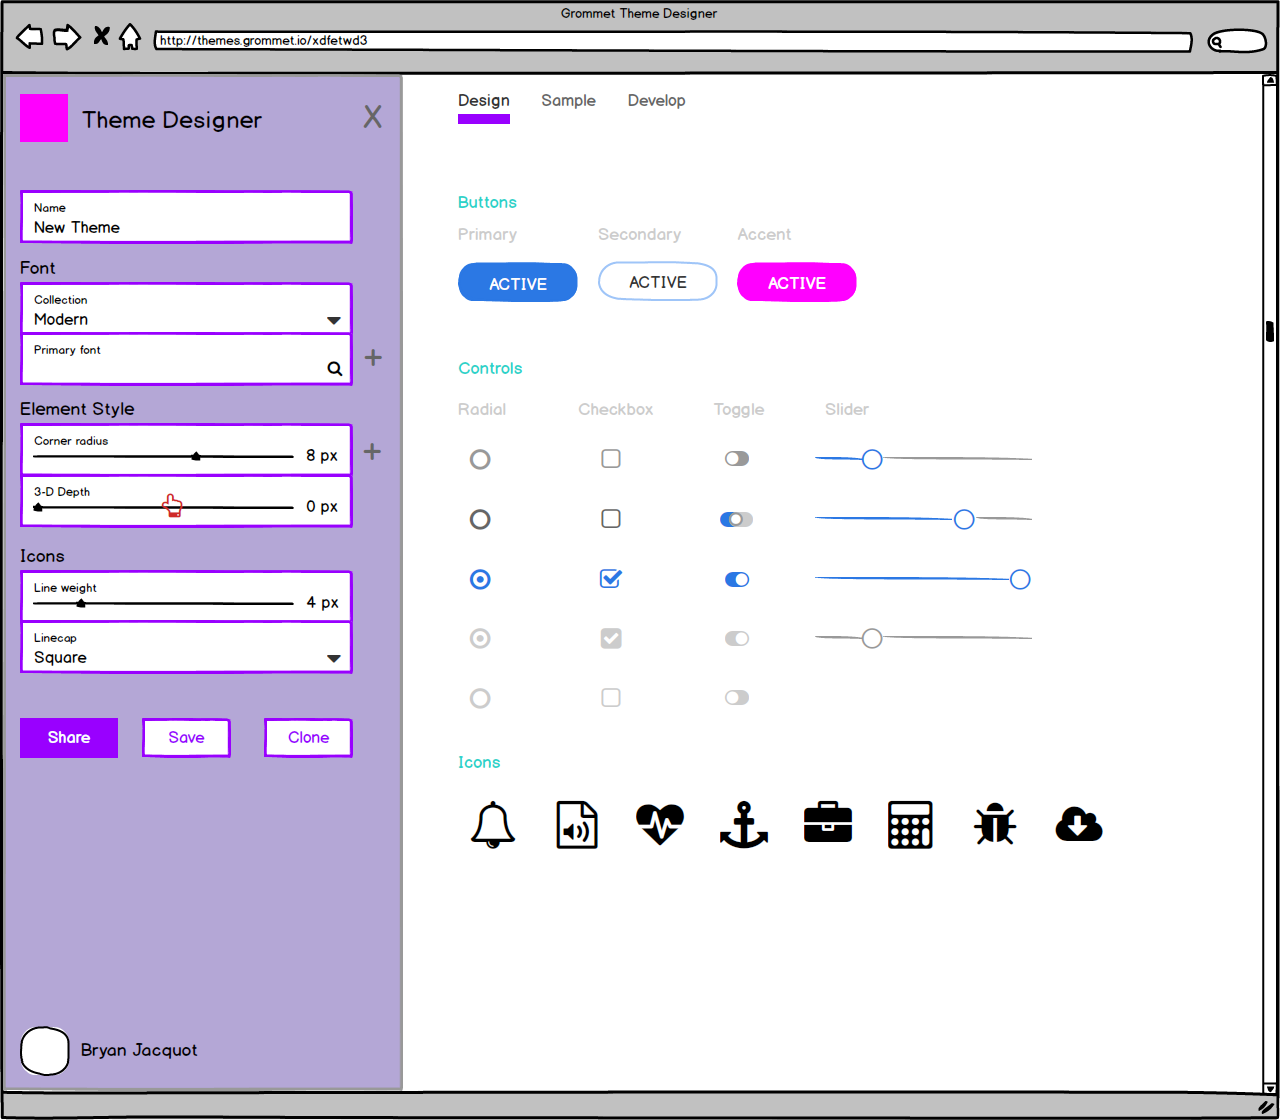 Grommet Theme Designer
http://themes.grommet.io/xdfetwd3
Theme Designer
X
Name
New Theme
Font
Collection
Modern
Primary font
+
Element Style
Corner radius
8 px
+
3-D Depth
0 px
Icons
Line weight
4 px
Linecap
Square
Share Save Clone
Bryan Jacquot
Design Sample Develop
Buttons
Primary Secondary Accent
ACTIVE ACTIVE ACTIVE
Controls
Radial Checkbox Toggle Slider
Icons